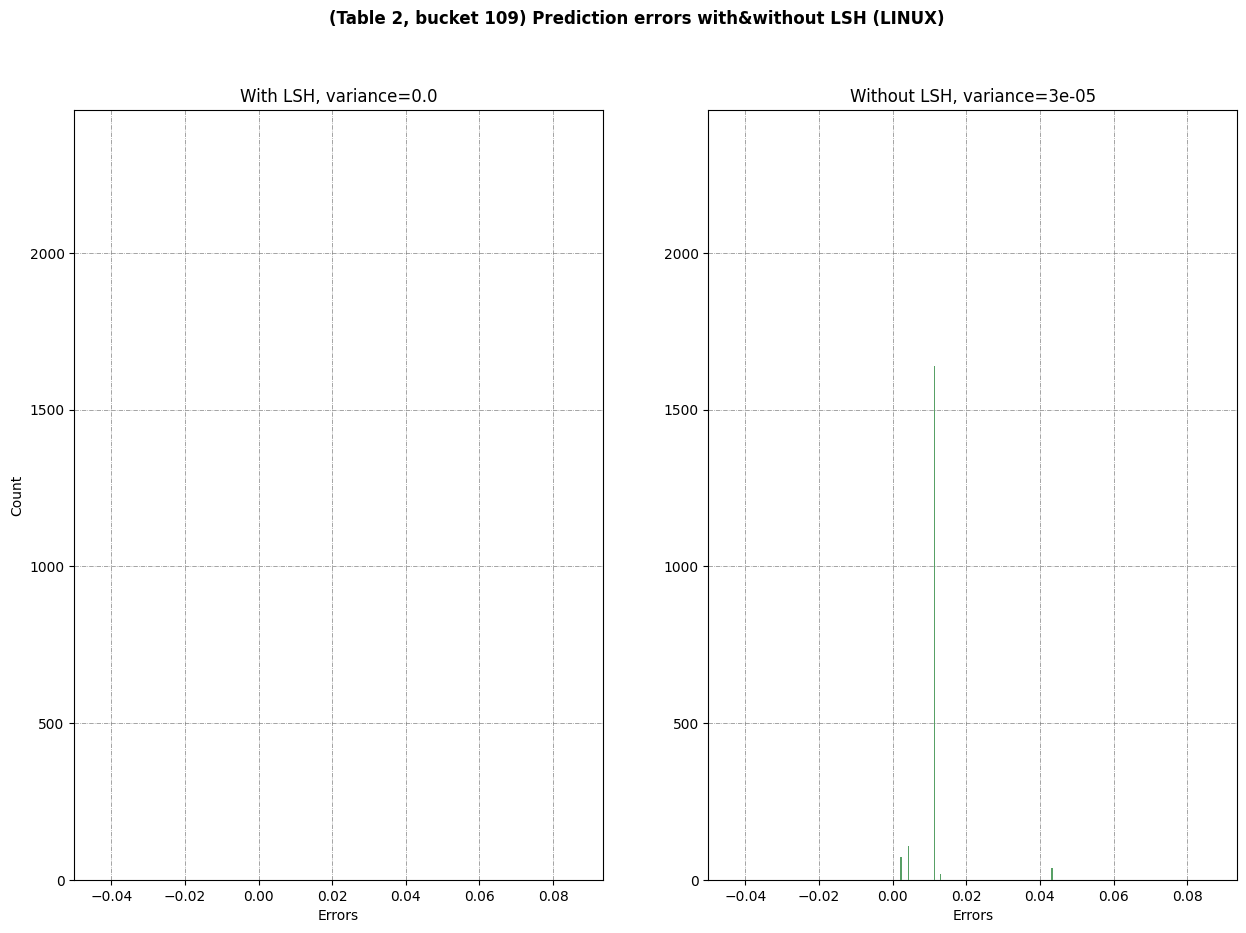 (Table 2, bucket 109) Prediction errors with&without LSH (LINUX)
With LSH, variance=0.0
Count
2000
1500
1000
500
0
−0.04 −0.02 0.00 0.02 0.04 0.06 0.08
Errors
Without LSH, variance=3e-05
2000
1500
1000
500
0
−0.04 −0.02 0.00 0.02 0.04 0.06 0.08
Errors